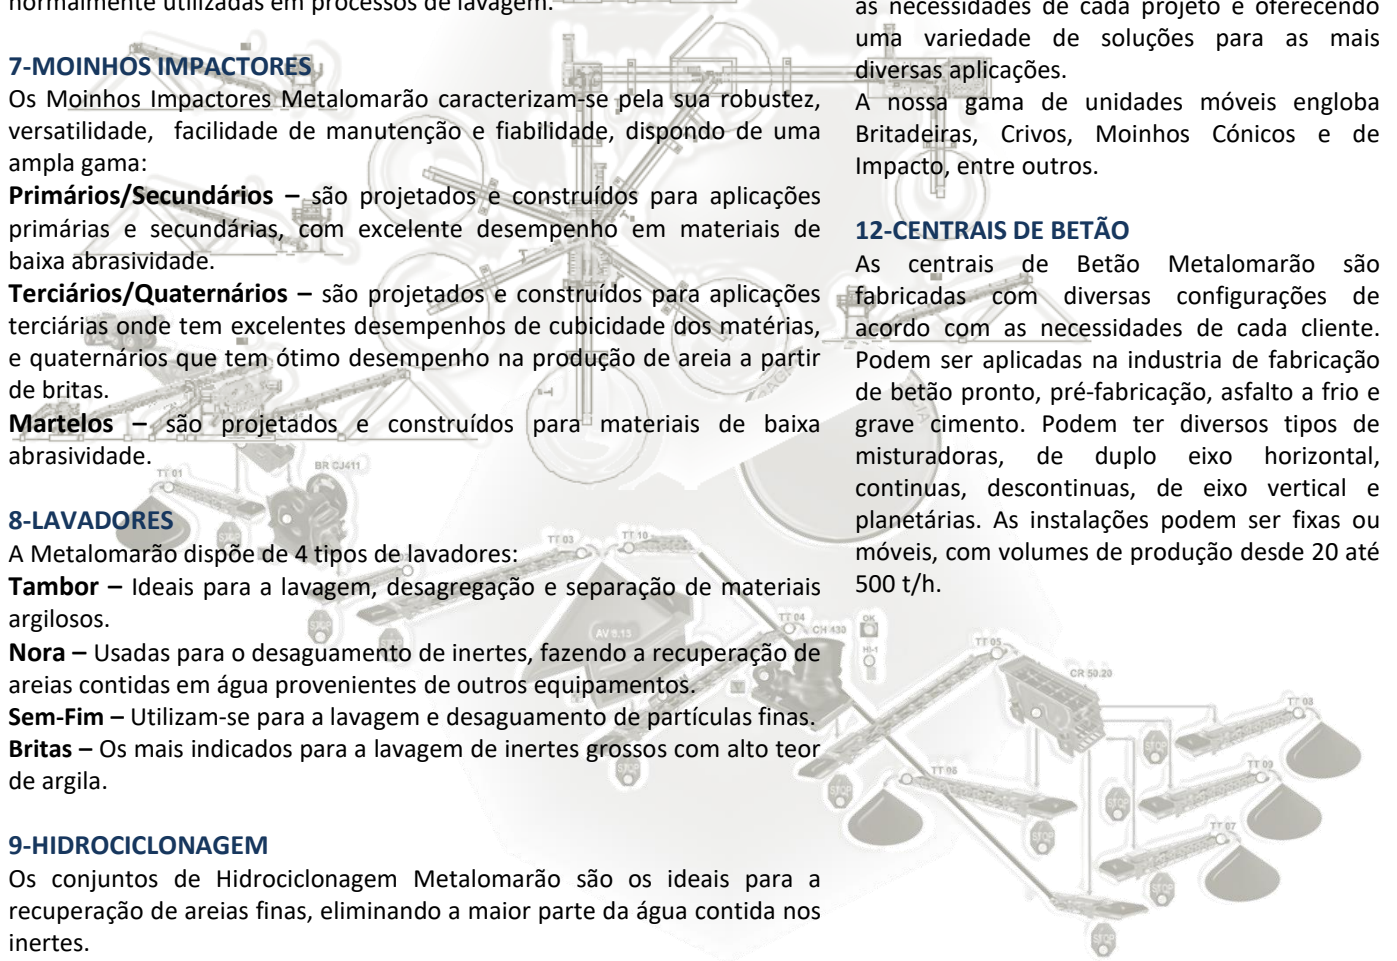 normalmente utilizadas em processos de lavagem.
7-MOINHOS IMPACTORES
Os Moinhos Impactores Metalomarão caracterizam-se pela sua robustez,
versatilidade, facilidade de manutenção e fiabilidade, dispondo de uma
ampla gama:
Primários/Secundários – são projetados e construídos para aplicações
primárias e secundárias, com excelente desempenho em materiais de
baixa abrasividade.
Terciários/Quaternários – são projetados e construídos para aplicações
terciárias onde tem excelentes desempenhos de cubicidade dos matérias,
e quaternários que tem ótimo desempenho na produção de areia a partir
de britas.
Martelos – são projetados e construídos para materiais de baixa
abrasividade.
8-LAVADORES
A Metalomarão dispõe de 4 tipos de lavadores:
Tambor – Ideais para a lavagem, desagregação e separação de materiais
argilosos.
Nora – Usadas para o desaguamento de inertes, fazendo a recuperação de
areias contidas em água provenientes de outros equipamentos.
Sem-Fim – Utilizam-se para a lavagem e desaguamento de partículas finas.
Britas – Os mais indicados para a lavagem de inertes grossos com alto teor
de argila.
9-HIDROCICLONAGEM
Os conjuntos de Hidrociclonagem Metalomarão são os ideais para a
recuperação de areias finas, eliminando a maior parte da água contida nos
inertes.
as necessidades de cada projeto e oferecendo
uma variedade de soluções para as mais
diversas aplicações.
A nossa gama de unidades móveis engloba
Britadeiras, Crivos, Moinhos Cónicos e de
Impacto, entre outros.
12-CENTRAIS DE BETÃO
As centrais de Betão Metalomarão são
fabricadas com diversas configurações de
acordo com as necessidades de cada cliente.
Podem ser aplicadas na industria de fabricação
de betão pronto, pré-fabricação, asfalto a frio e
grave cimento. Podem ter diversos tipos de
misturadoras, de duplo eixo horizontal,
continuas, descontinuas, de eixo vertical e
planetárias. As instalações podem ser fixas ou
móveis, com volumes de produção desde 20 até
500 t/h.
TT 01
BR CJ411
TT 03
TT 10
AV 8.13
TT 04
CH 430
OK
HI-1
TT 05
CR 50.20
TT 08
TT 06
TT 09
TT 07
STOP
STOP
STOP
STOP
STOP
STOP
STOP
STOP